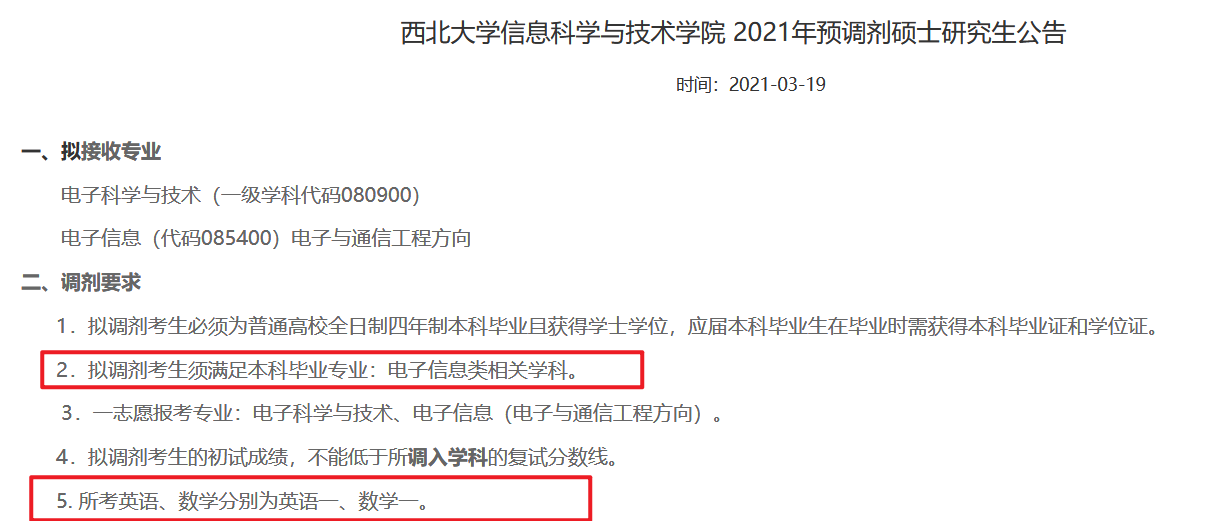 西北大学信息科学与技术学院 2021年预调剂硕士研究生公告
时间：2021-03-19
一、拟接收专业
电子科学与技术（一级学科代码080900）
电子信息（代码085400）电子与通信工程方向
二、调剂要求
1．拟调剂考生必须为普通高校全日制四年制本科毕业且获得学士学位，应届本科毕业生在毕业时需获得本科毕业证和学位证。
2．拟调剂考生须满足本科毕业专业：电子信息类相关学科。
3．一志愿报考专业：电子科学与技术、电子信息（电子与通信工程方向）。
4．拟调剂考生的初试成绩，不能低于所调入学科的复试分数线。
5. 所考英语、数学分别为英语一、数学一。